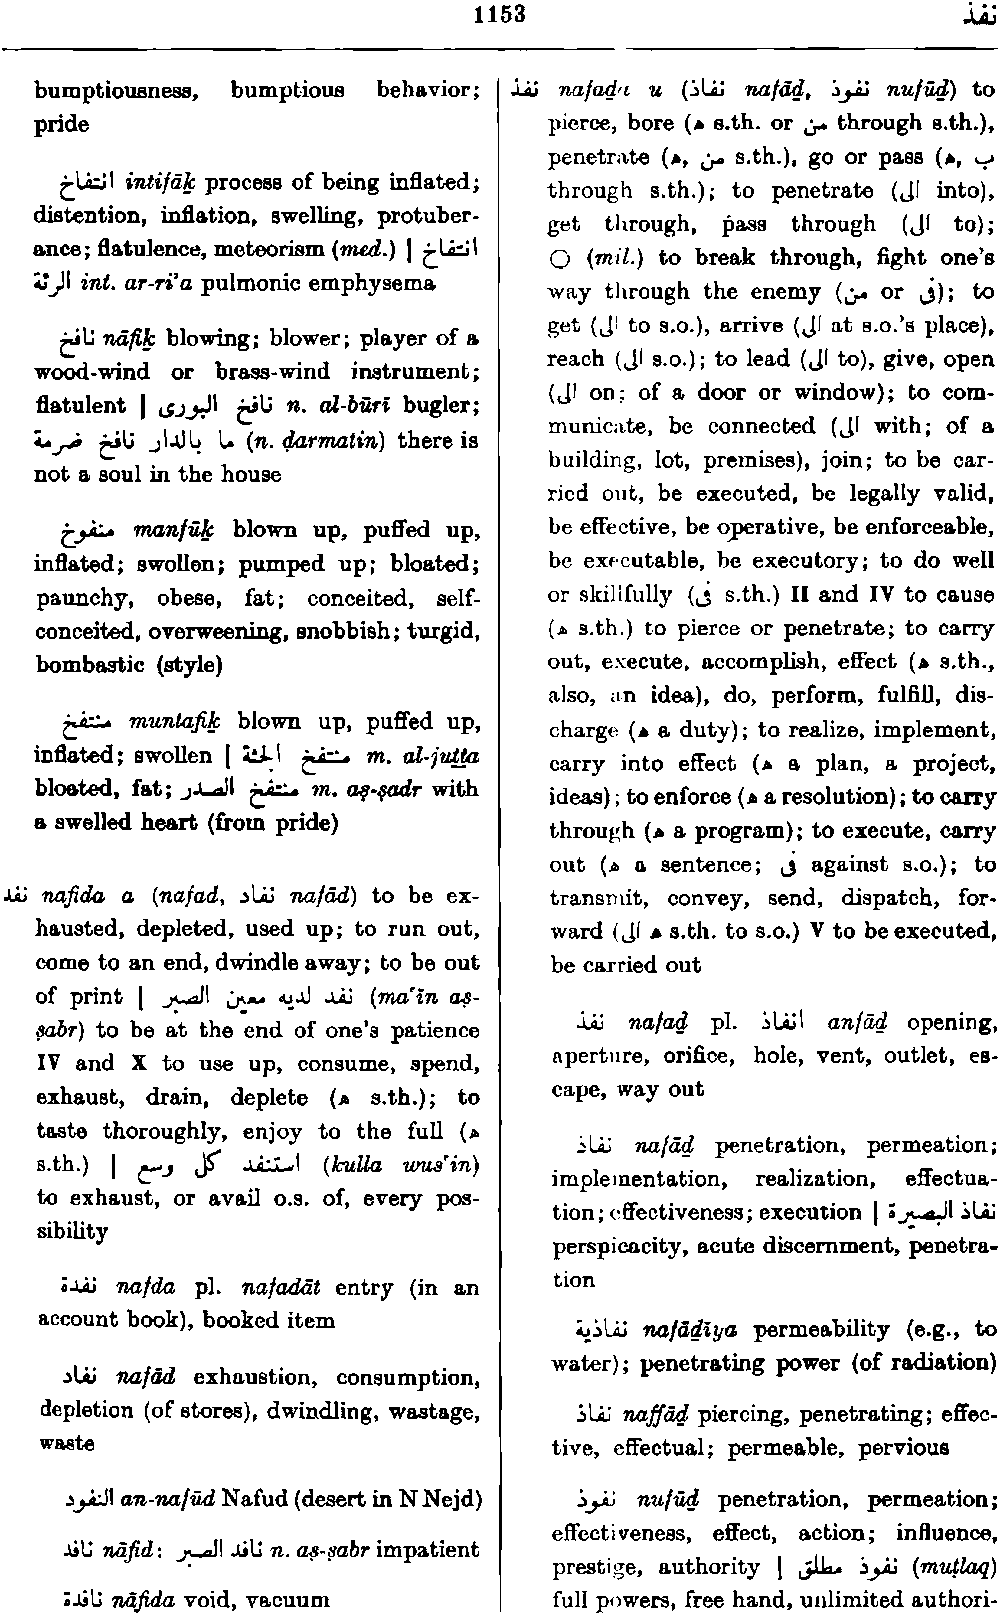 1153
نفذ
bumptiousness, bumptious behavior;
pride
انتفاخ intifāḵ process of being inflated;
distention, inflation, swelling, protuber-
ance; flatulence, meteorism (med.) | انتفاخ
الرئة int. ar-ri’a pulmonic emphysema
نافخ nāfiḵ blowing; blower; player of a
wood-wind or brass-wind instrument;
flatulent | نافخ البورى n. al-būrī bugler;
ما بالدار نافخ ضرمة (n. ḍarmatin) there is
not a soul in the house
منفوخ manfūḵ blown up, puffed up,
inflated; swollen; pumped up; bloated;
paunchy, obese, fat; conceited, self-
conceited, overweening, snobbish; turgid,
bombastic (style)
منتفخ muntafiḵ blown up, puffed up,
inflated; swollen | منتفخ الجثة m. al-juṯṯa
bloated, fat; منتفخ الصدر m. aṣ-ṣadr with
a swelled heart (from pride)
نفد nafida a (nafad, نفاد nafād) to be ex-
hausted, depleted, used up; to run out,
come to an end, dwindle away; to be out
of print | نفد لديه معين الصبر (ma‘īn aṣ-
ṣabr) to be at the end of one’s patience
IV and X to use up, consume, spend,
exhaust, drain, deplete (ه s.th.); to
taste thoroughly, enjoy to the full (ه
s.th.) | استنفد كل وسع (kulla wus‘in)
to exhaust, or avail o.s. of, every pos-
sibility
نفدة nafda pl. nafadāt entry (in an
account book), booked item
نفاد nafād exhaustion, consumption,
depletion (of stores), dwindling, wastage,
waste
النفود an-nafūd Nafud (desert in N Nejd)
نافد nāfid: نافد الصبر n. aṣ-ṣabr impatient
نافدة nāfida void, vacuum
نفذ nafaḏa u (نفاذ nafāḏ, نفوذ nufūḏ) to
pierce, bore (ه s.th. or من through s.th.),
penetrate (ه, من s.th.), go or pass (ه, ب
through s.th.); to penetrate (الى into),
get through, pass through (الى to);
○ (mil.) to break through, fight one’s
way through the enemy (من or فى); to
get (الى to s.o.), arrive (الى at s.o.’s place),
reach (الى s.o.); to lead (الى to), give, open
(الى on; of a door or window); to com-
municate, be connected (الى with; of a
building, lot, premises), join; to be car-
ried out, be executed, be legally valid,
be effective, be operative, be enforceable,
be executable, be executory; to do well
or skillfully (فى s.th.) II and IV to cause
(ه s.th.) to pierce or penetrate; to carry
out, execute, accomplish, effect (ه s.th.,
also, an idea), do, perform, fulfill, dis-
charge (ه a duty); to realize, implement,
carry into effect (ه a plan, a project,
ideas); to enforce (ه a resolution); to carry
through (ه a program); to execute, carry
out (ه a sentence; فى against s.o.); to
transmit, convey, send, dispatch, for-
ward (الى ه s.th. to s.o.) V to be executed,
be carried out
نفذ nafaḏ pl. انفاذ anfāḏ opening,
aperture, orifice, hole, vent, outlet, es-
cape, way out
نفاذ nafāḏ penetration, permeation;
implementation, realization, effectua-
tion; effectiveness; execution | نفاذ البصيرة
perspicacity, acute discernment, penetra-
tion
نفاذية nafāḏīya permeability (e.g., to
water); penetrating power (of radiation)
نفاذ naffāḏ piercing, penetrating; effec-
tive, effectual; permeable, pervious
نفوذ nufūḏ penetration, permeation;
effectiveness, effect, action; influence,
prestige, authority | نفوذ مطلق (muṭlaq)
full powers, free hand, unlimited authori-